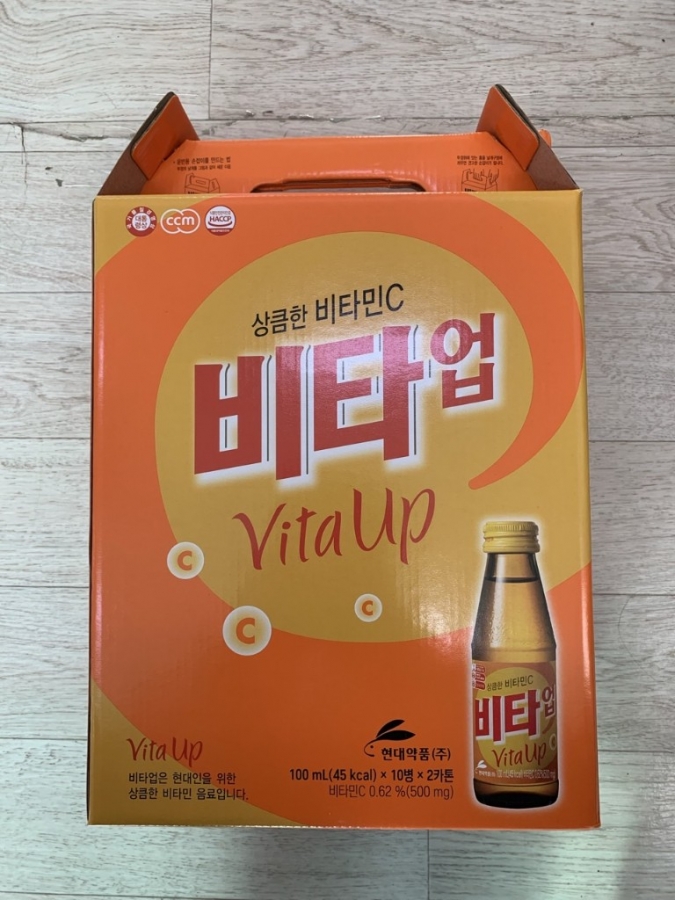 ccm
HACCP
상큼한 비타민C
비타업
Vita Up
C
C
C
상큼한 비타민C
비타업
Vita Up
현대약품(주)
Vita Up
비타업은 현대인을 위한
상큼한 비타민 음료입니다.
100 mL(45 kcal) × 10병 × 2카톤
비타민C 0.62 %(500 mg)